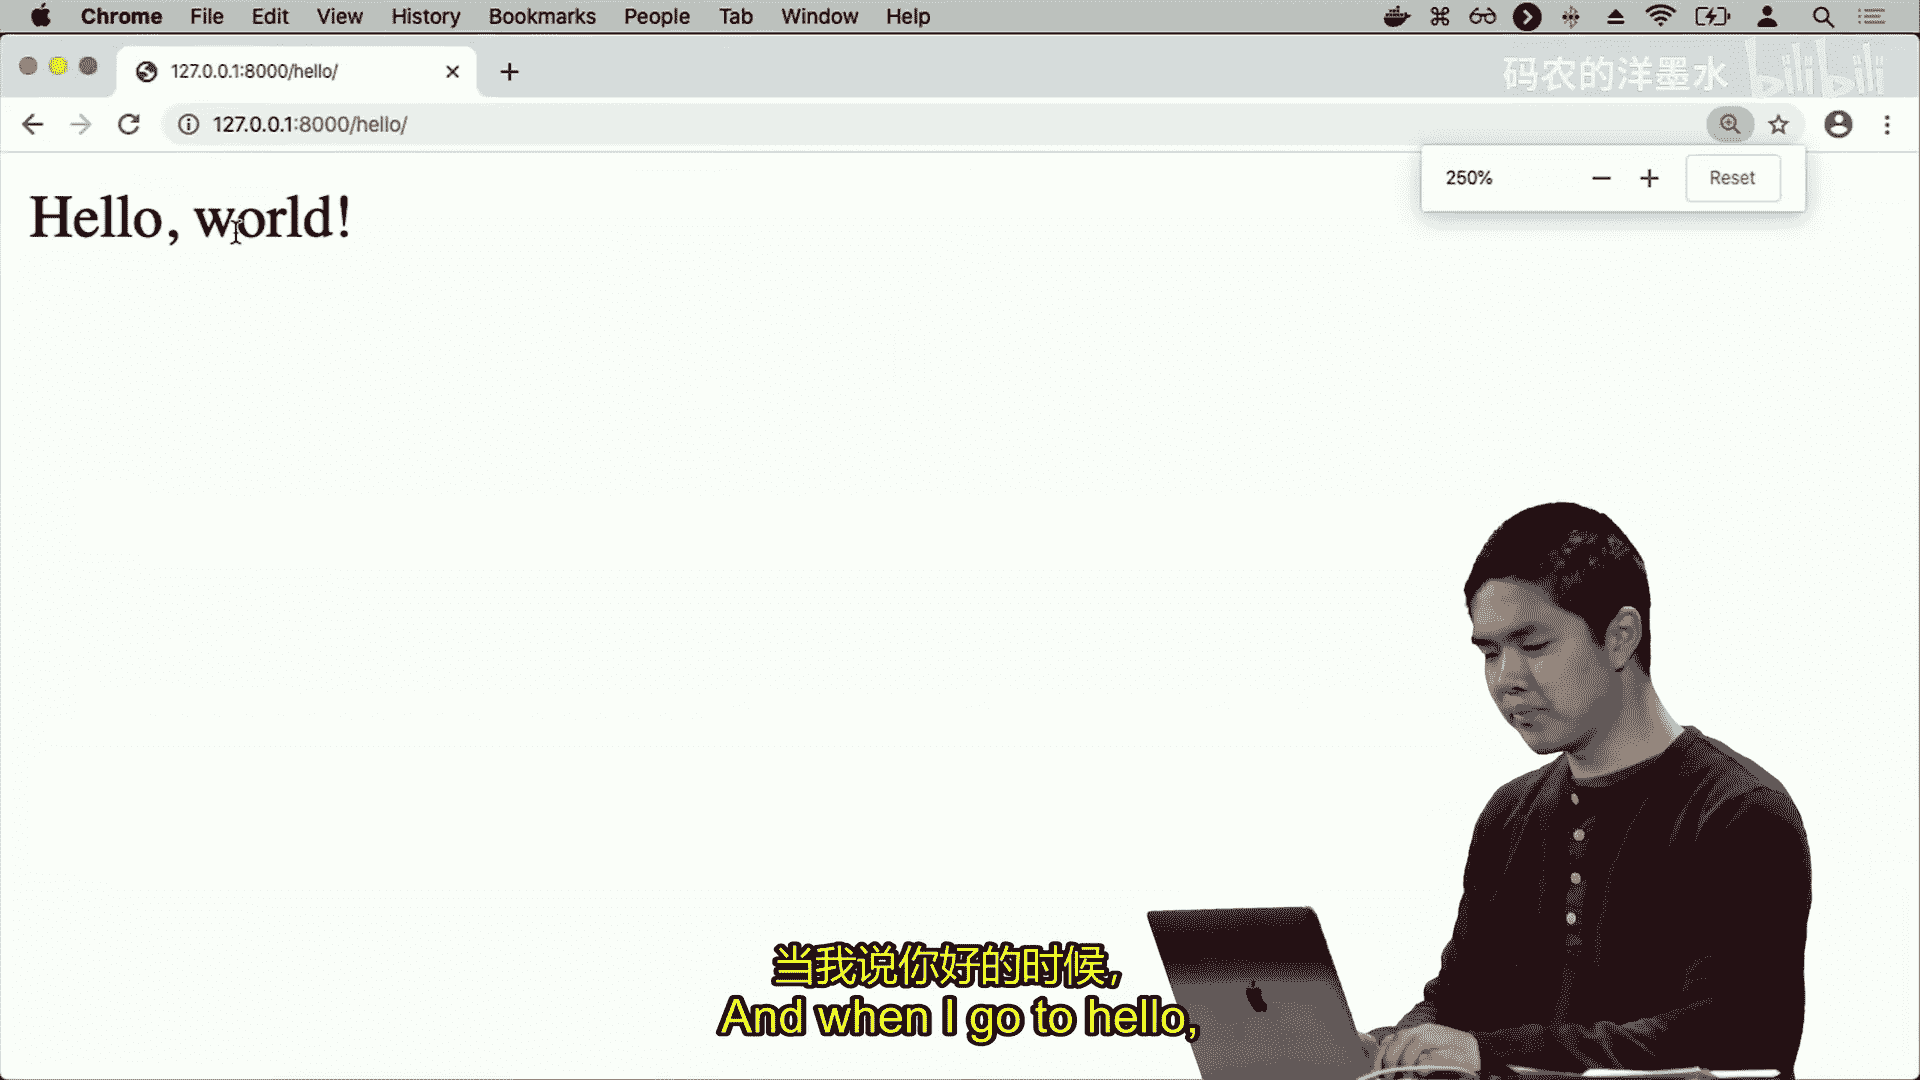 Chrome File Edit View History Bookmarks People Tab Window Help
127.0.0.1:8000/hello/
码农的洋墨水 bilibili
127.0.0.1:8000/hello/
250% Reset
Hello, world!
当我说你好的时候,
And when I go to hello,